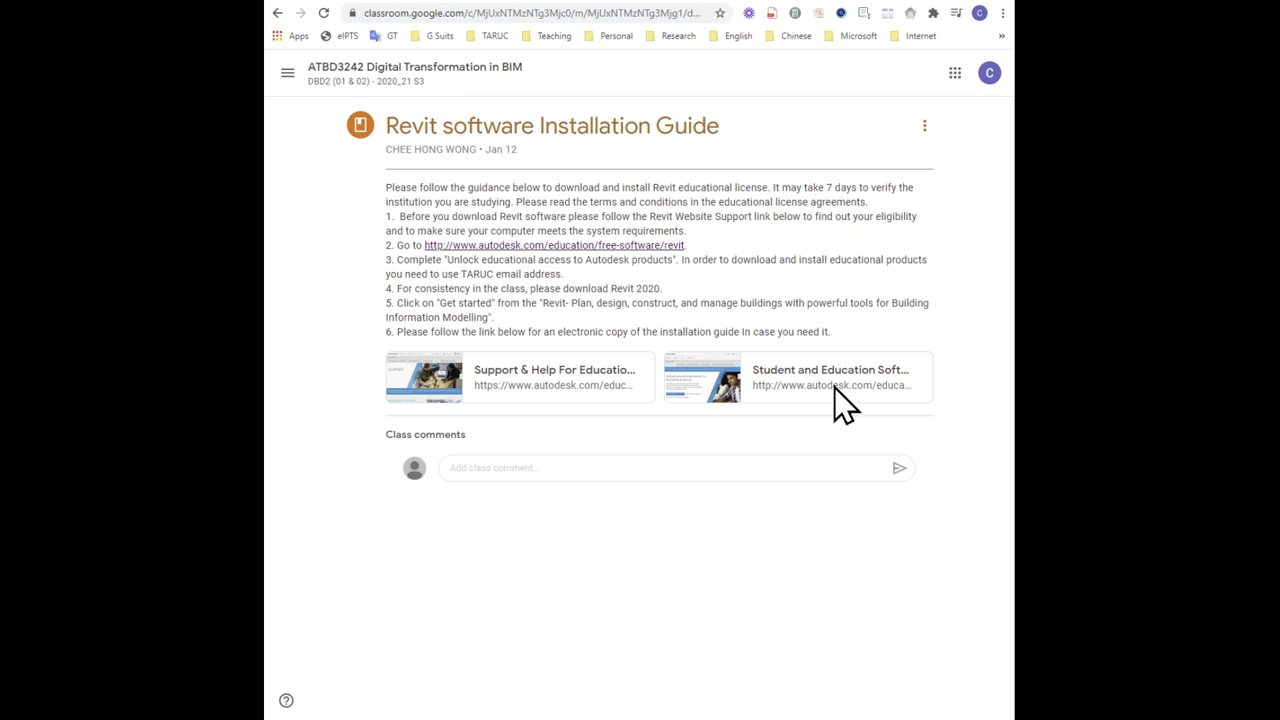 classroom.google.com/c/MjUxNTMzNTg3Mjc0/m/MjUxNTMzNTg3Mjg1/d... C
Apps eIPTS GT G Suits TARUC Teaching Personal Research English Chinese Microsoft Internet »
ATBD3242 Digital Transformation in BIM
DBD2 (01 & 02) - 2020_21 S3
C
Revit software Installation Guide
CHEE HONG WONG • Jan 12
Please follow the guidance below to download and install Revit educational license. It may take 7 days to verify the
institution you are studying. Please read the terms and conditions in the educational license agreements.
1. Before you download Revit software please follow the Revit Website Support link below to find out your eligibility
and to make sure your computer meets the system requirements.
2. Go to http://www.autodesk.com/education/free-software/revit.
3. Complete "Unlock educational access to Autodesk products". In order to download and install educational products
you need to use TARUC email address.
4. For consistency in the class, please download Revit 2020.
5. Click on "Get started" from the "Revit- Plan, design, construct, and manage buildings with powerful tools for Building
Information Modelling".
6. Please follow the link below for an electronic copy of the installation guide In case you need it.
Support & Help For Educatio...
https://www.autodesk.com/educ...
Student and Education Soft...
http://www.autodesk.com/educa...
Class comments
Add class comment...